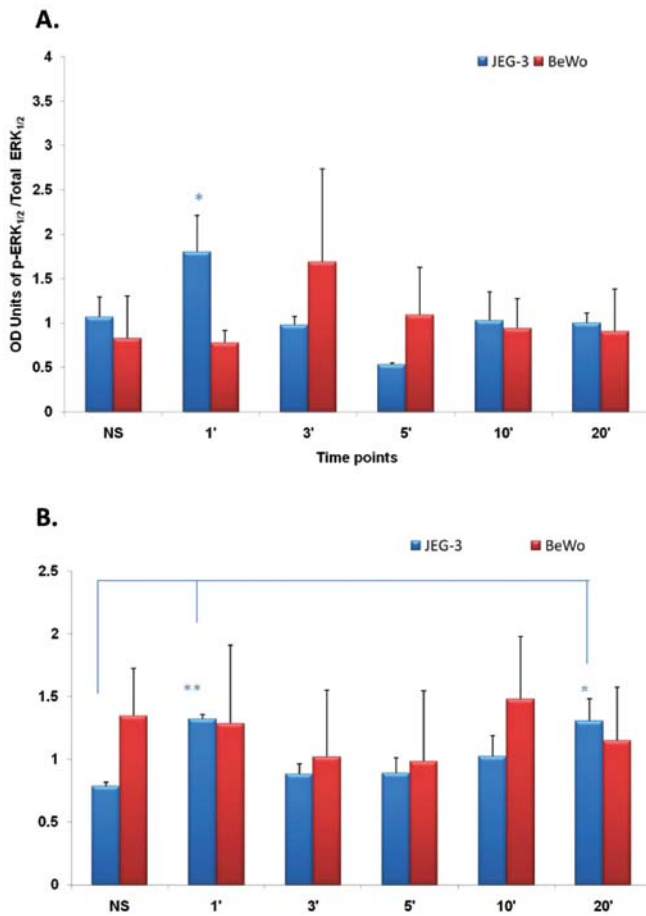 A.
JEG-3 BeWo
OD Units of p-ERK1/2 /Total ERK1/2
4
3.5
3
2.5
2
1.5
1
0.5
0
*
NS 1' 3' 5' 10' 20'
Time points
B.
JEG-3 BeWo
2.5
2
1.5
1
0.5
0
** *
NS 1' 3' 5' 10' 20'